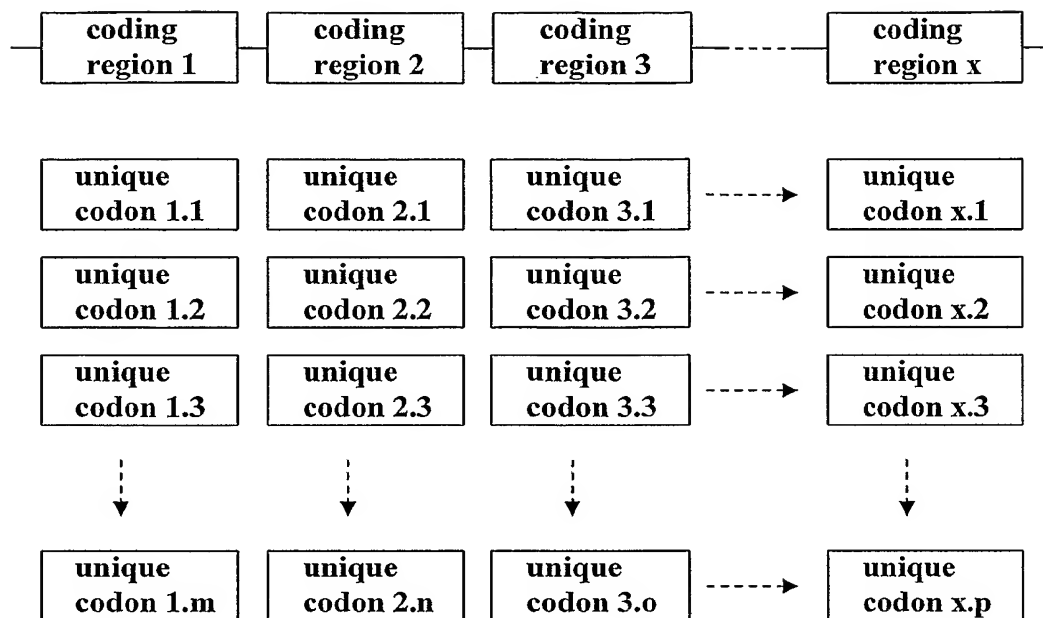 coding coding coding coding
region 1 region 2 region 3 region x
unique unique unique unique
codon 1.1 codon 2.1 codon 3.1 codon x.1
unique unique unique unique
codon 1.2 codon 2.2 codon 3.2 codon x.2
unique unique unique unique
codon 1.3 codon 2.3 codon 3.3 codon x.3
unique unique unique unique
codon 1.m codon 2.n codon 3.o codon x.p